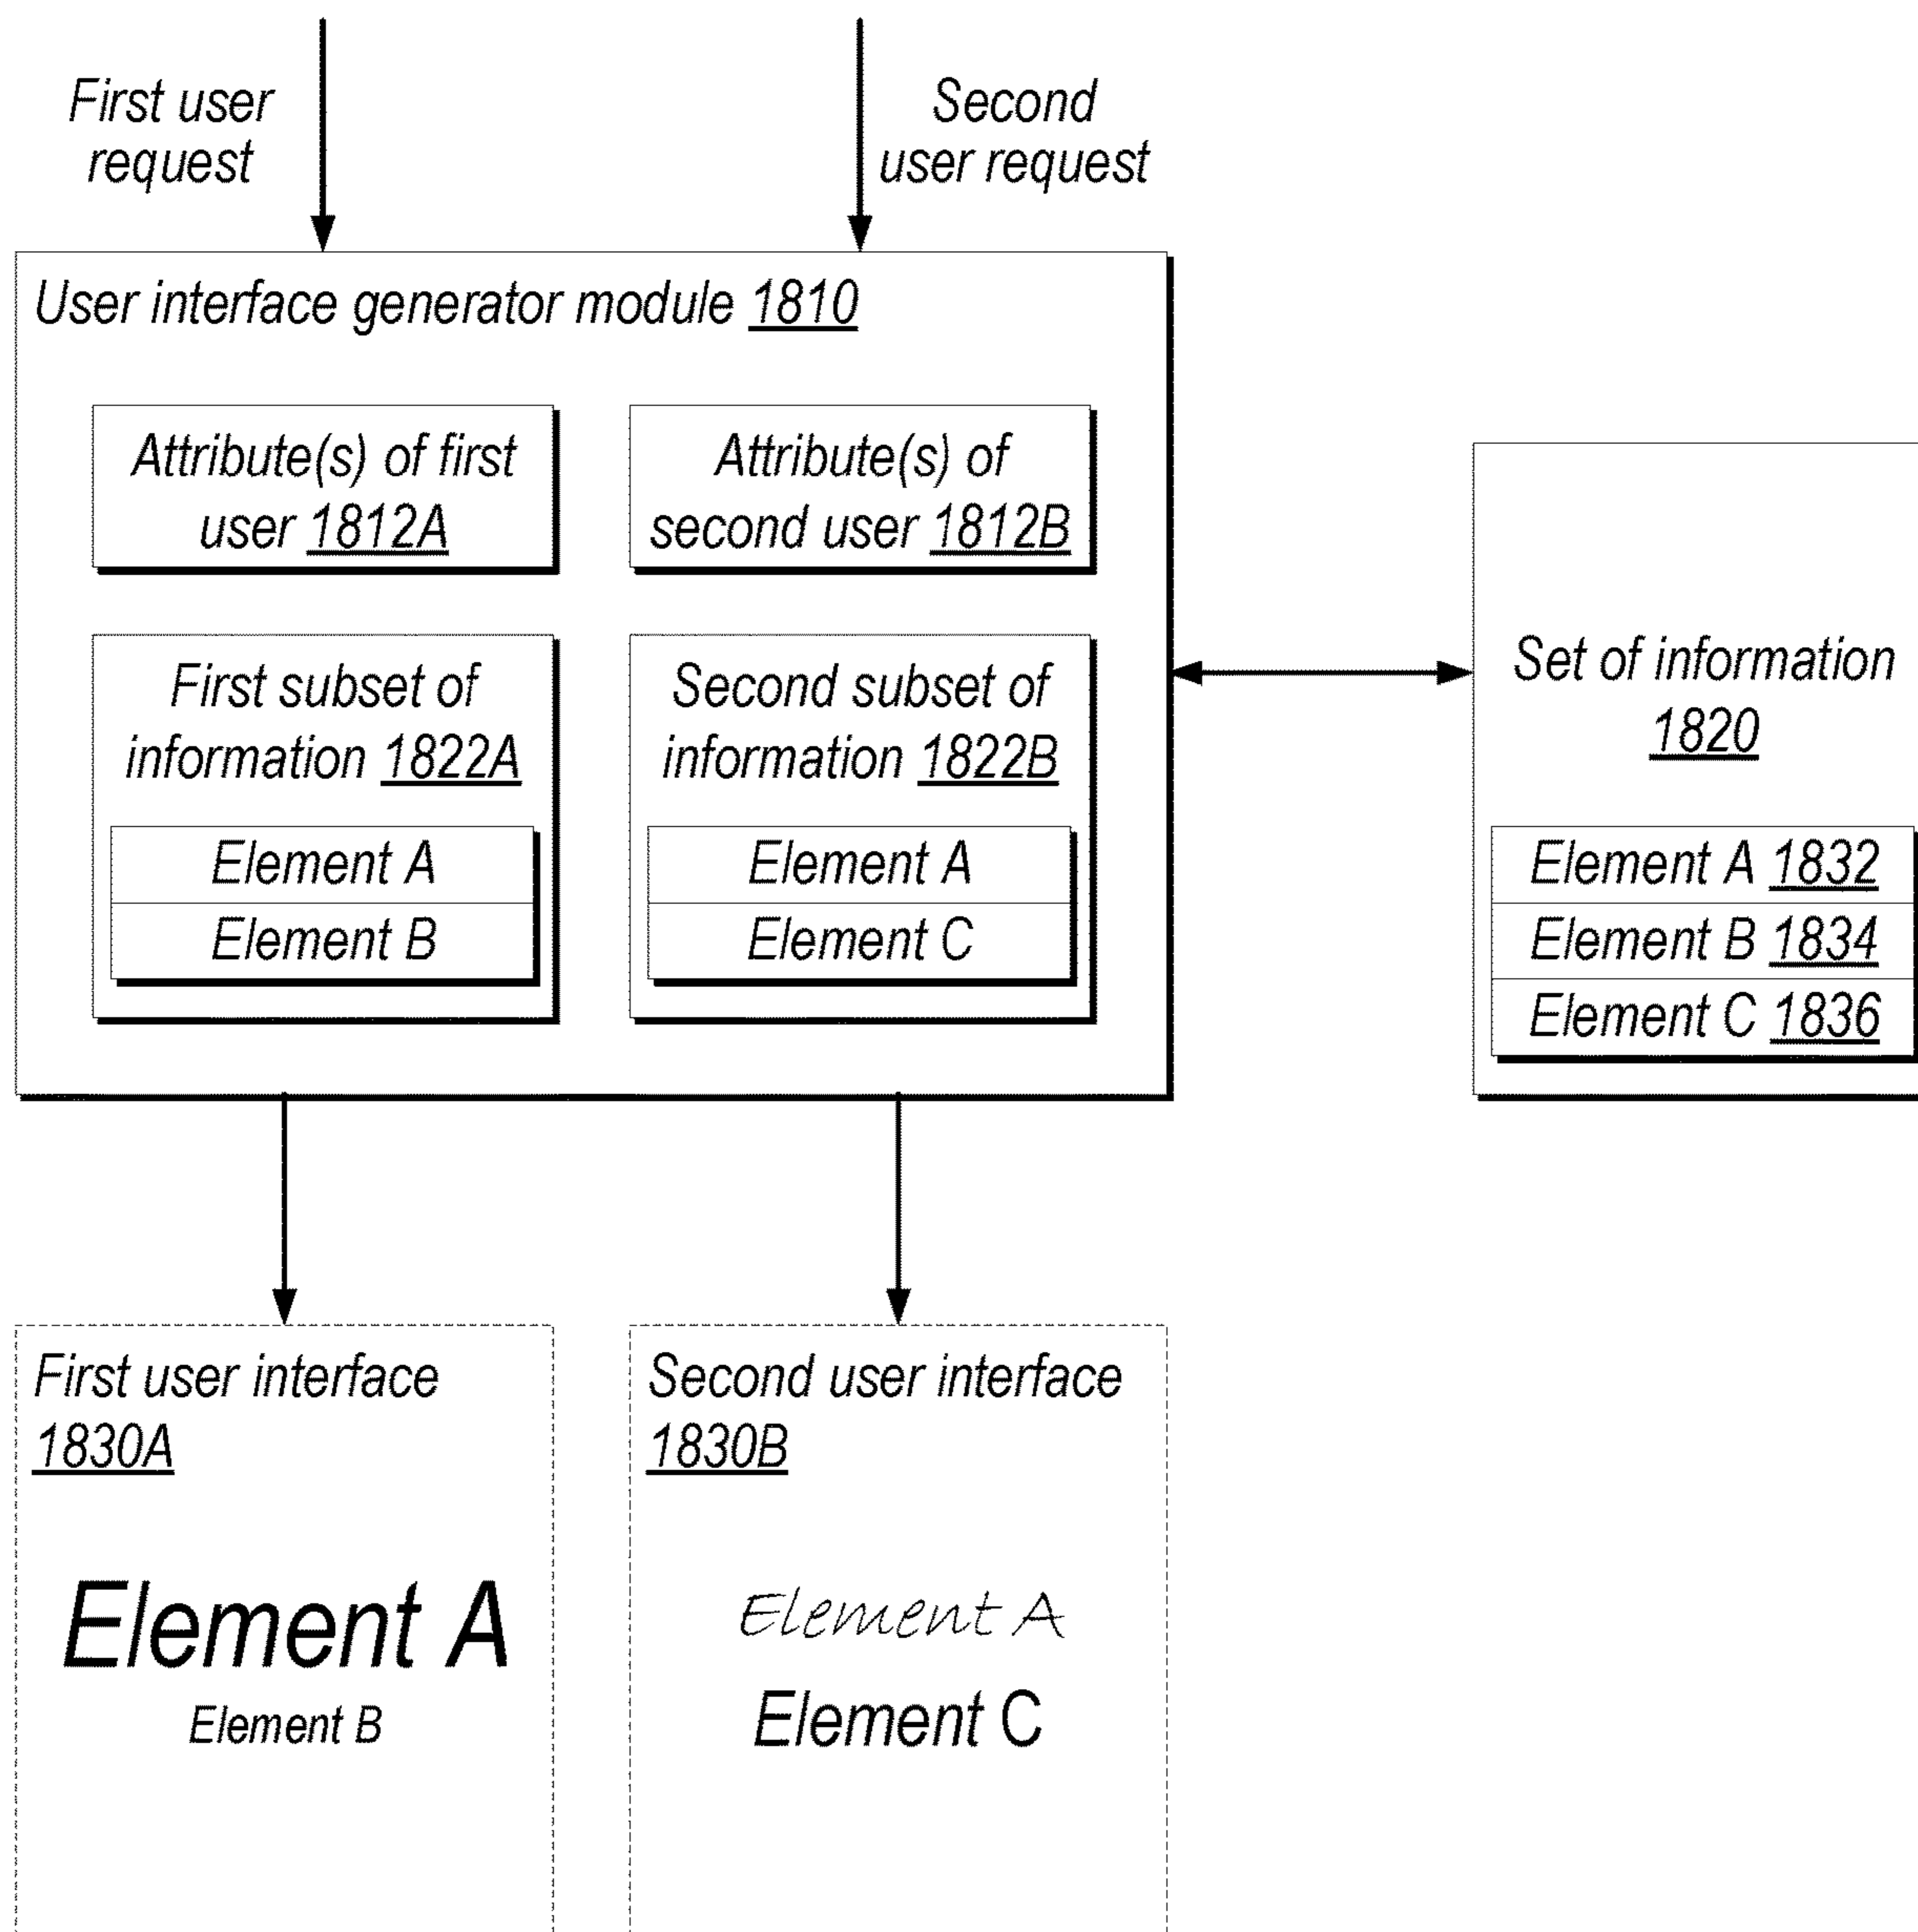 First user
request
Second
user request
User interface generator module 1810
Attribute(s) of first
user 1812A
Attribute(s) of
second user 1812B
First subset of
information 1822A
Element A
Element B
Second subset of
information 1822B
Element A
Element C
Set of information
1820
Element A 1832
Element B 1834
Element C 1836
First user interface
1830A
Element A
Element B
Second user interface
1830B
Element A
Element C